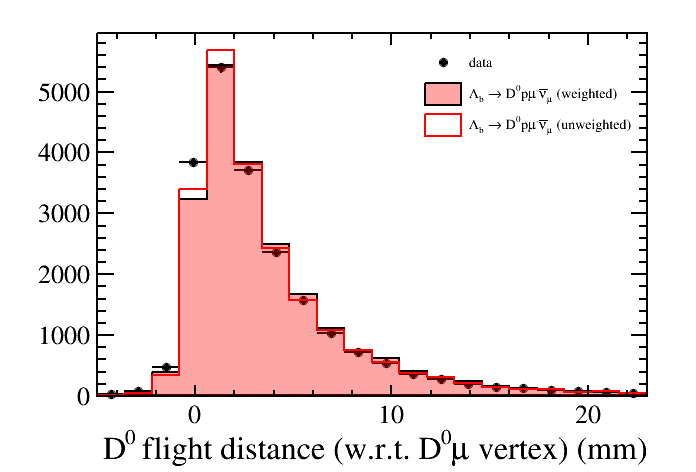 data
Λb → D⁰pμ ν̅μ (weighted)
Λb → D⁰pμ ν̅μ (unweighted)
5000
4000
3000
2000
1000
0
0 10 20
D⁰ flight distance (w.r.t. D⁰μ vertex) (mm)